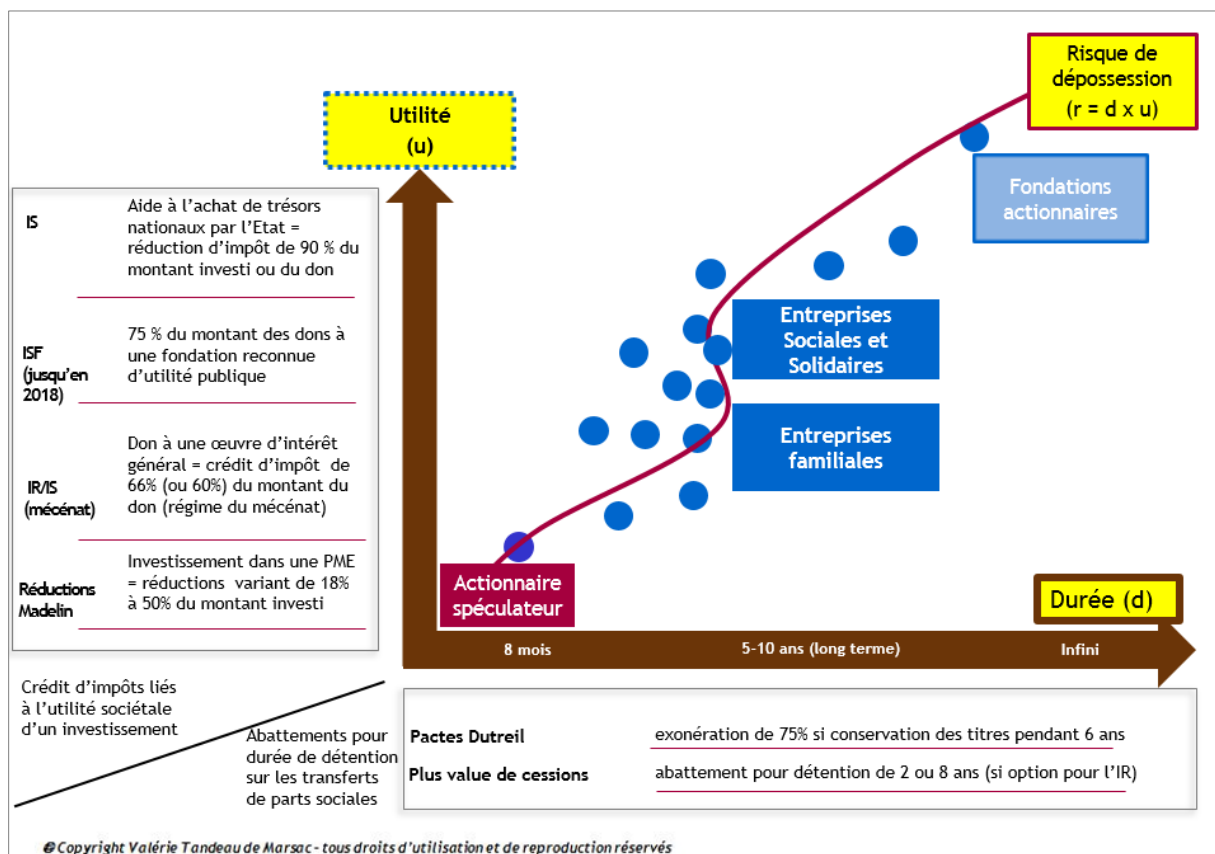 Risque de
dépossession
(r = d x u)
Utilité
(u)
Fondations
actionnaires
IS
Aide à l'achat de trésors
nationaux par l'Etat =
réduction d'impôt de 90 % du
montant investi ou du don
ISF
(jusqu'en
2018)
75 % du montant des dons à
une fondation reconnue
d'utilité publique
IR/IS
(mécénat)
Don à une œuvre d'intérêt
général = crédit d'impôt de
66% (ou 60%) du montant du
don (régime du mécénat)
Réductions
Madelin
Investissement dans une PME
= réductions variant de 18%
à 50% du montant investi
Entreprises
Sociales et
Solidaires
Entreprises
familiales
Actionnaire
spéculateur
Durée (d)
8 mois
5-10 ans (long terme)
Infini
Crédit d'impôts liés
à l'utilité sociétale
d'un investissement
Abattements pour
durée de détention
sur les transferts
de parts sociales
Pactes Dutreil
exonération de 75% si conservation des titres pendant 6 ans
Plus value de cessions
abattement pour détention de 2 ou 8 ans (si option pour l'IR)
© Copyright Valérie Tandeau de Marsac - tous droits d'utilisation et de reproduction réservés